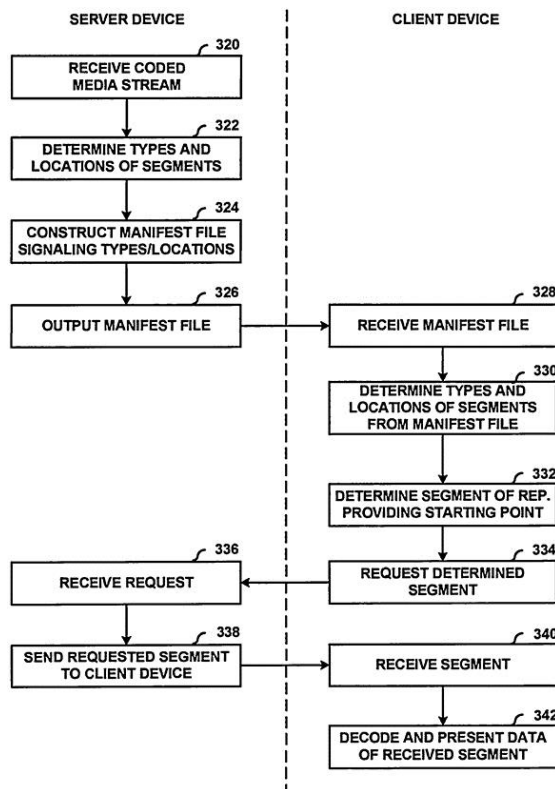 SERVER DEVICE
CLIENT DEVICE
320
RECEIVE CODED
MEDIA STREAM
322
DETERMINE TYPES AND
LOCATIONS OF SEGMENTS
324
CONSTRUCT MANIFEST FILE
SIGNALING TYPES/LOCATIONS
326
OUTPUT MANIFEST FILE
328
RECEIVE MANIFEST FILE
330
DETERMINE TYPES AND
LOCATIONS OF SEGMENTS
FROM MANIFEST FILE
332
DETERMINE SEGMENT OF REP.
PROVIDING STARTING POINT
334
REQUEST DETERMINED
SEGMENT
336
RECEIVE REQUEST
338
SEND REQUESTED SEGMENT
TO CLIENT DEVICE
340
RECEIVE SEGMENT
342
DECODE AND PRESENT DATA
OF RECEIVED SEGMENT